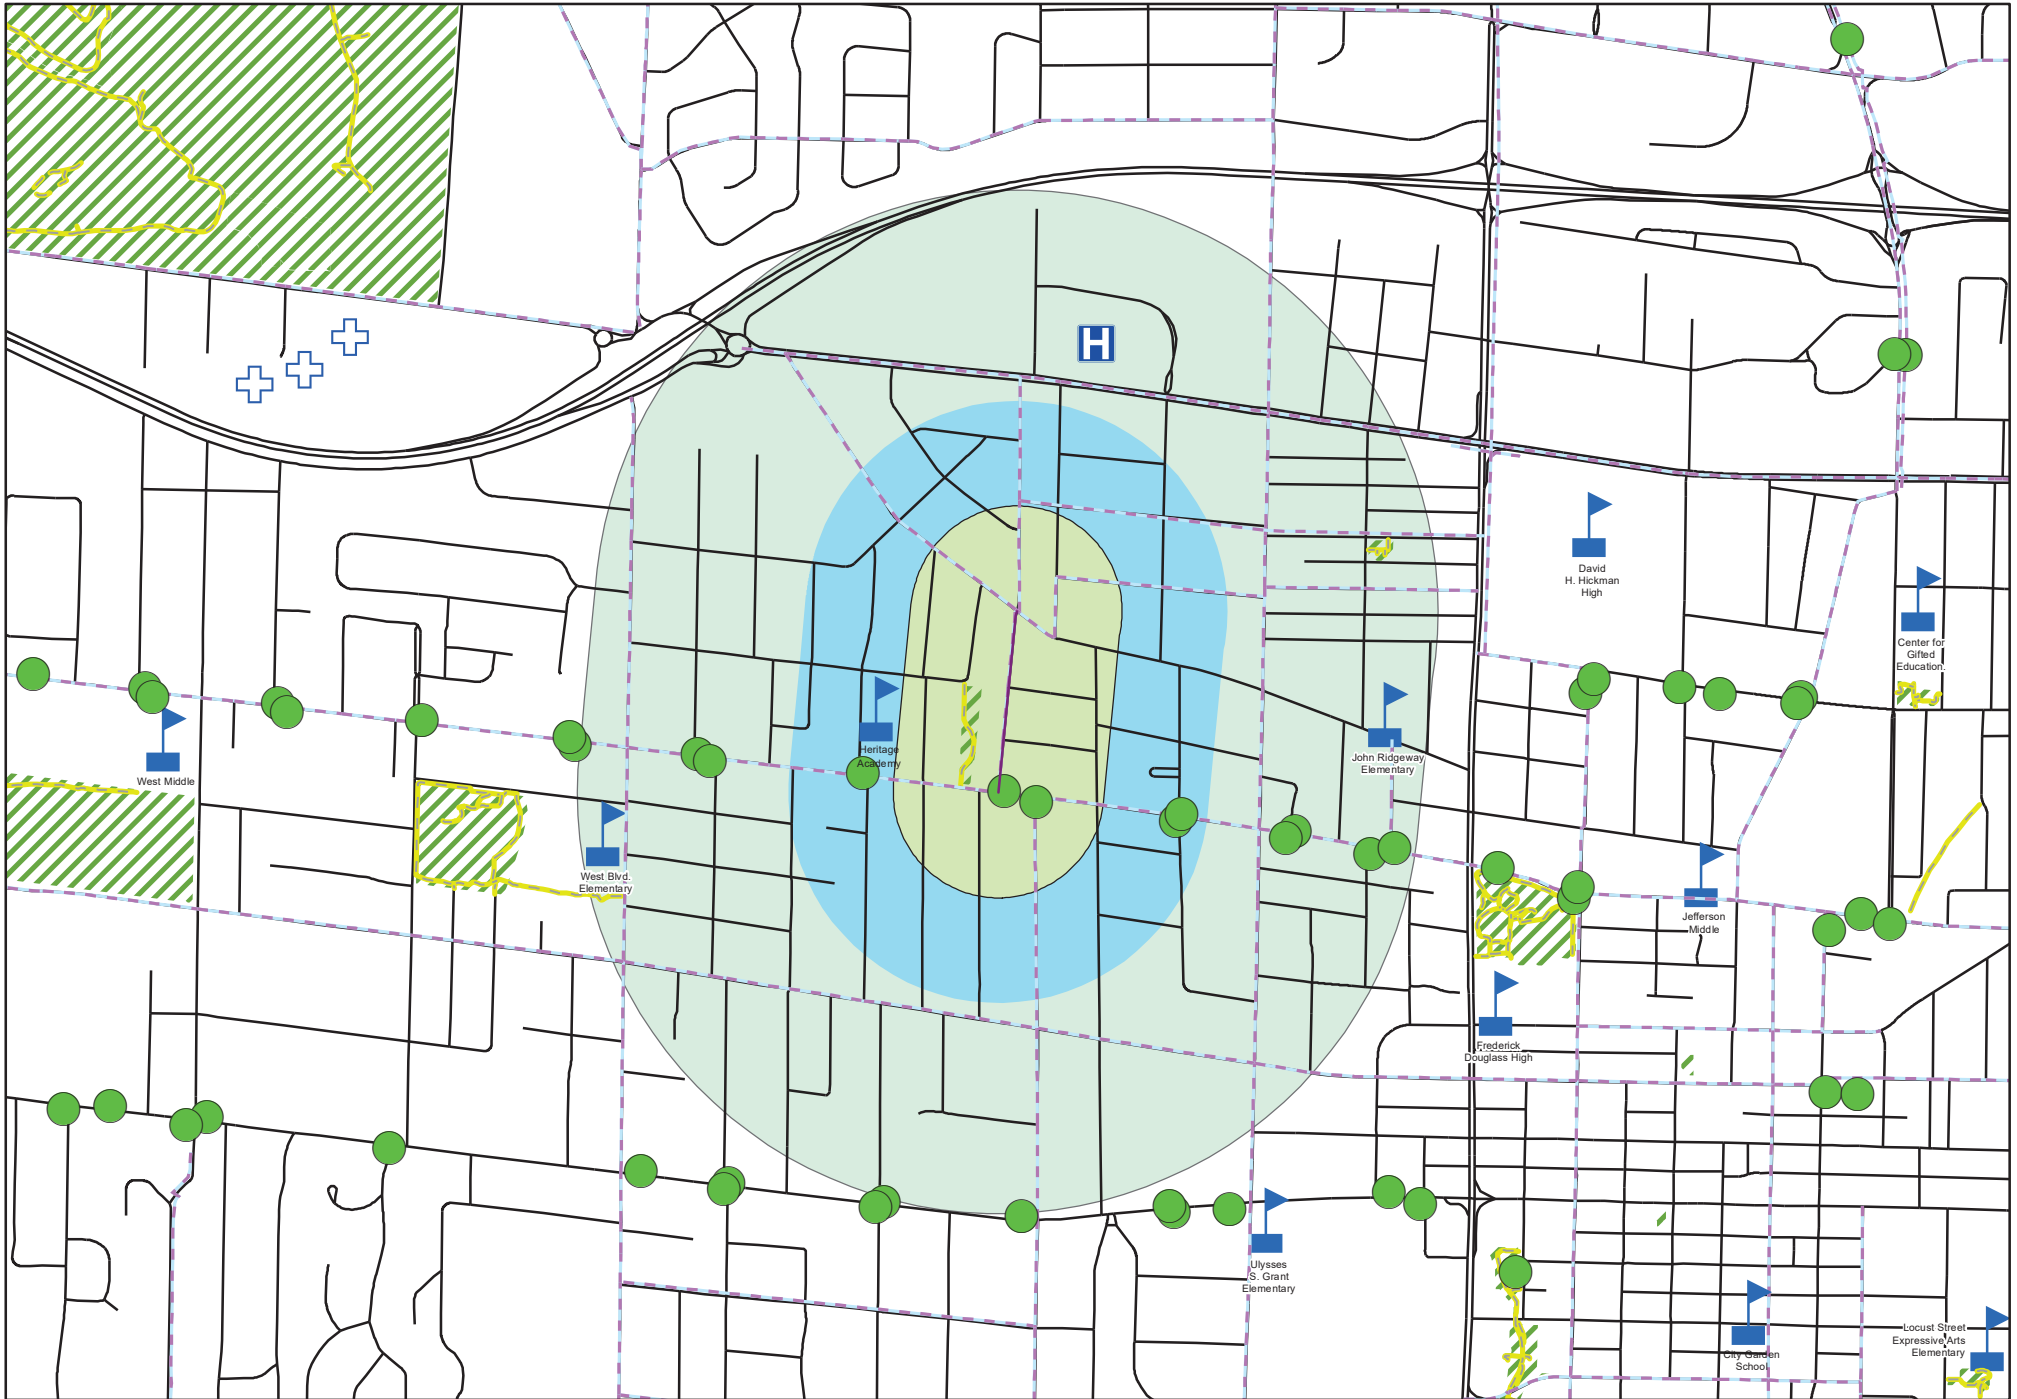 H
David
H. Hickman
High
Center for
Gifted
Education.
West Middle
Heritage
Academy
John Ridgeway
Elementary
West Blvd.
Elementary
Jefferson
Middle
Frederick
Douglass High
Ulysses
S. Grant
Elementary
City Garden
School
Locust Street
Expressive Arts
Elementary